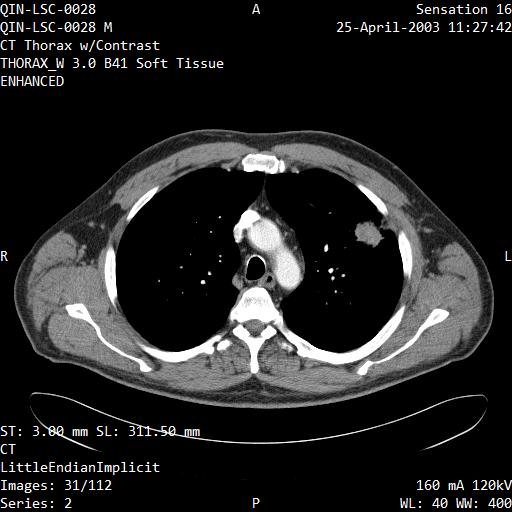 QIN-LSC-0028
A
Sensation 16
QIN-LSC-0028 M
25-April-2003 11:27:42
CT Thorax w/Contrast
THORAX_W 3.0 B41 Soft Tissue
ENHANCED
R
L
ST: 3.00 mm SL: 311.50 mm
CT
LittleEndianImplicit
Images: 31/112
160 mA 120kV
Series: 2
P
WL: 40 WW: 400